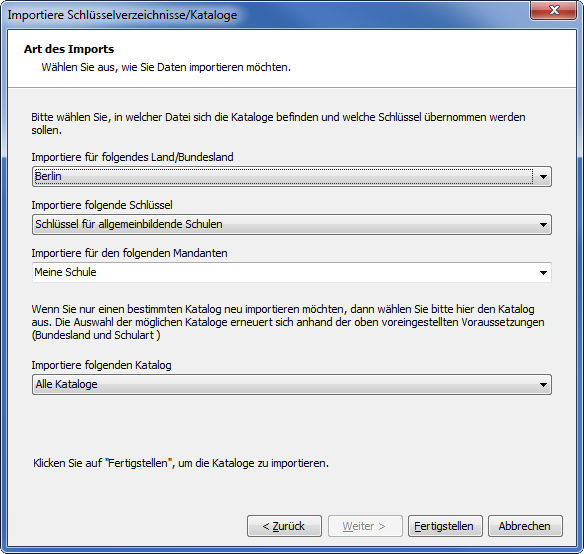 Importiere Schlüsselverzeichnisse/Kataloge
Art des Imports
Wählen Sie aus, wie Sie Daten importieren möchten.
Bitte wählen Sie, in welcher Datei sich die Kataloge befinden und welche Schlüssel übernommen werden
sollen.
Importiere für folgendes Land/Bundesland
Berlin
Importiere folgende Schlüssel
Schlüssel für allgemeinbildende Schulen
Importiere für den folgenden Mandanten
Meine Schule
Wenn Sie nur einen bestimmten Katalog neu importieren möchten, dann wählen Sie bitte hier den Katalog
aus. Die Auswahl der möglichen Kataloge erneuert sich anhand der oben voreingestellten Voraussetzungen
(Bundesland und Schulart )
Importiere folgenden Katalog
Alle Kataloge
Klicken Sie auf "Fertigstellen", um die Kataloge zu importieren.
< Zurück
Weiter >
Fertigstellen
Abbrechen